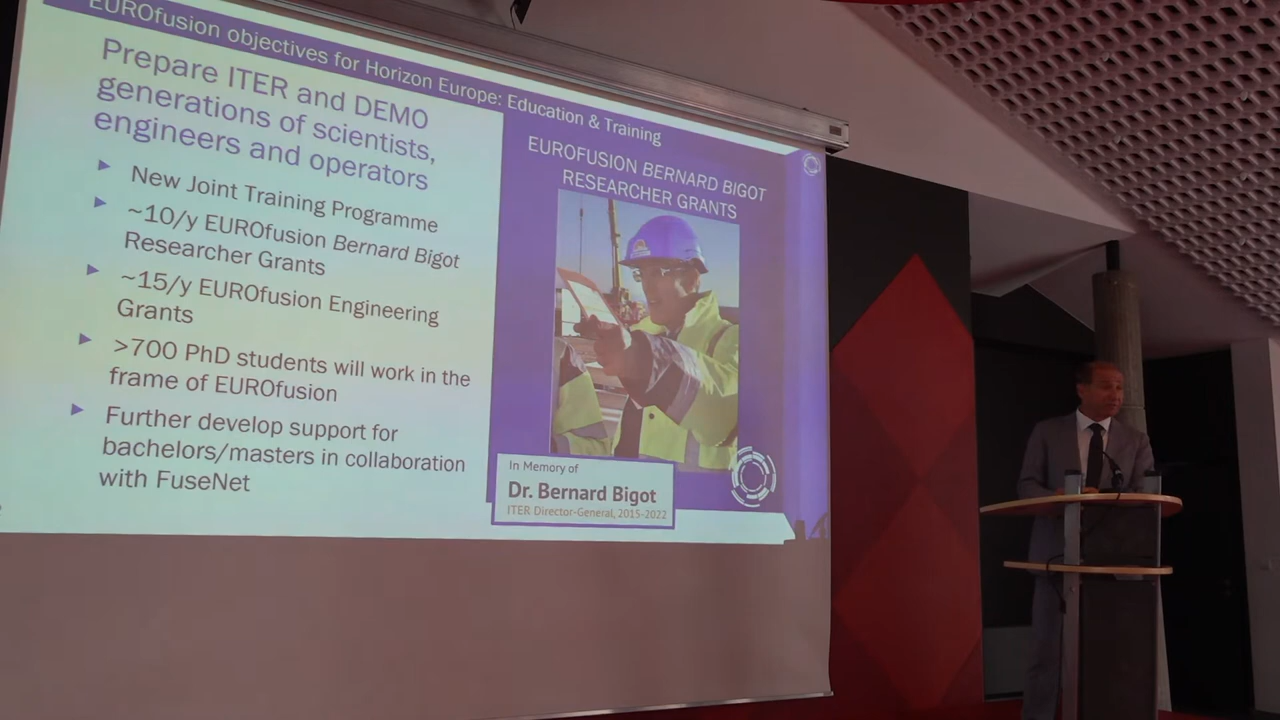 EUROfusion objectives for Horizon Europe: Education & Training
Prepare ITER and DEMO
generations of scientists,
engineers and operators
New Joint Training Programme
~10/y EUROfusion Bernard Bigot
Researcher Grants
~15/y EUROfusion Engineering
Grants
>700 PhD students will work in the
frame of EUROfusion
Further develop support for
bachelors/masters in collaboration
with FuseNet
EUROFUSION BERNARD BIGOT
RESEARCHER GRANTS
In Memory of
Dr. Bernard Bigot
ITER Director-General, 2015-2022